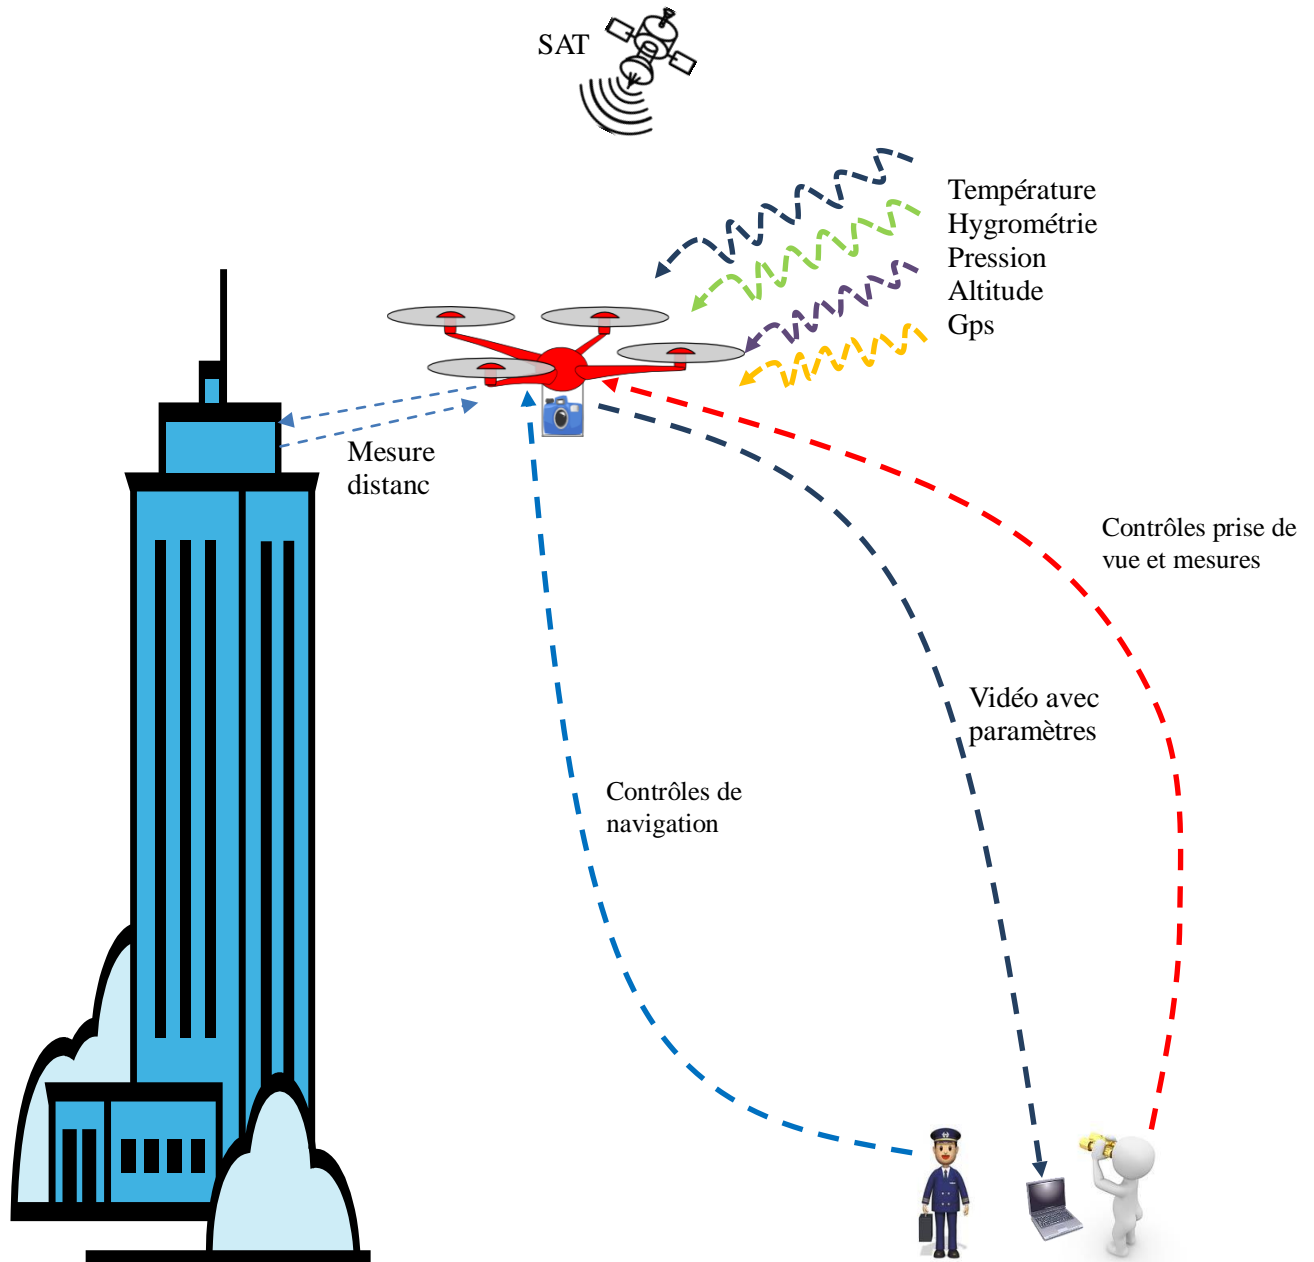 SAT
Température
Hygrométrie
Pression
Altitude
Gps
Mesure
distanc
Contrôles prise de
vue et mesures
Vidéo avec
paramètres
Contrôles de
navigation